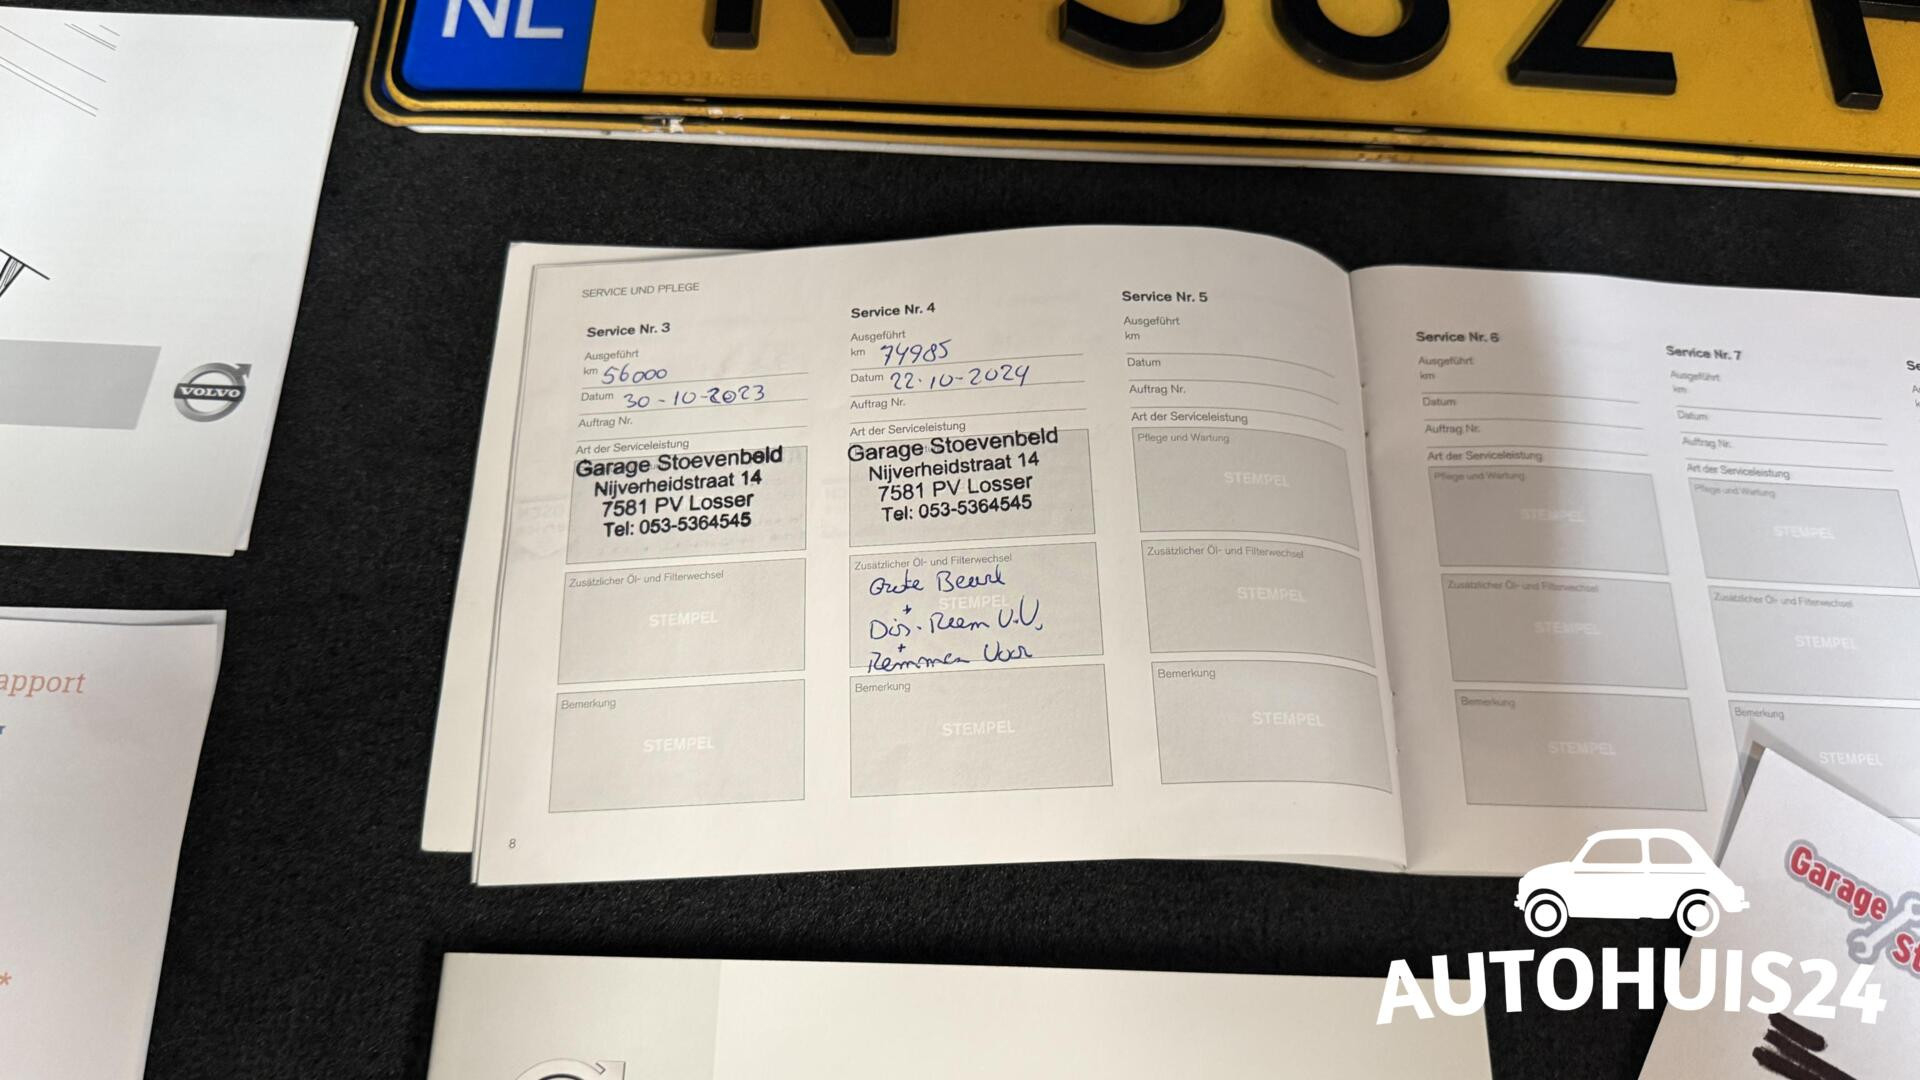 NL
VOLVO
apport
SERVICE UND PFLEGE
Service Nr. 3
Ausgeführt
km 56000
Datum 30-10-2023
Auftrag Nr.
Art der Serviceleistung
Garage Stoevenbeld
Nijverheidstraat 14
7581 PV Losser
Tel: 053-5364545
Zusätzlicher Öl- und Filterwechsel
STEMPEL
Bemerkung
STEMPEL
8
Service Nr. 4
Ausgeführt
km 74985
Datum 22-10-2024
Auftrag Nr.
Art der Serviceleistung
Garage Stoevenbeld
Nijverheidstraat 14
7581 PV Losser
Tel: 053-5364545
Zusätzlicher Öl- und Filterwechsel
STEMPEL
Grote Beurt
+
Dis. Riem V.V.
+
Remmen Voor
Bemerkung
STEMPEL
Service Nr. 5
Ausgeführt
km
Datum
Auftrag Nr.
Art der Serviceleistung
Pflege und Wartung
STEMPEL
Zusätzlicher Öl- und Filterwechsel
STEMPEL
Bemerkung
STEMPEL
Service Nr. 6
Ausgeführt
km
Datum
Auftrag Nr.
Art der Serviceleistung
Pflege und Wartung
STEMPEL
Zusätzlicher Öl- und Filterwechsel
STEMPEL
Bemerkung
STEMPEL
Service Nr. 7
Ausgeführt
km
Datum
Auftrag Nr.
Art der Serviceleistung
Pflege und Wartung
STEMPEL
Zusätzlicher Öl- und Filterwechsel
STEMPEL
Bemerkung
STEMPEL
Garage
St
AUTOHUIS24